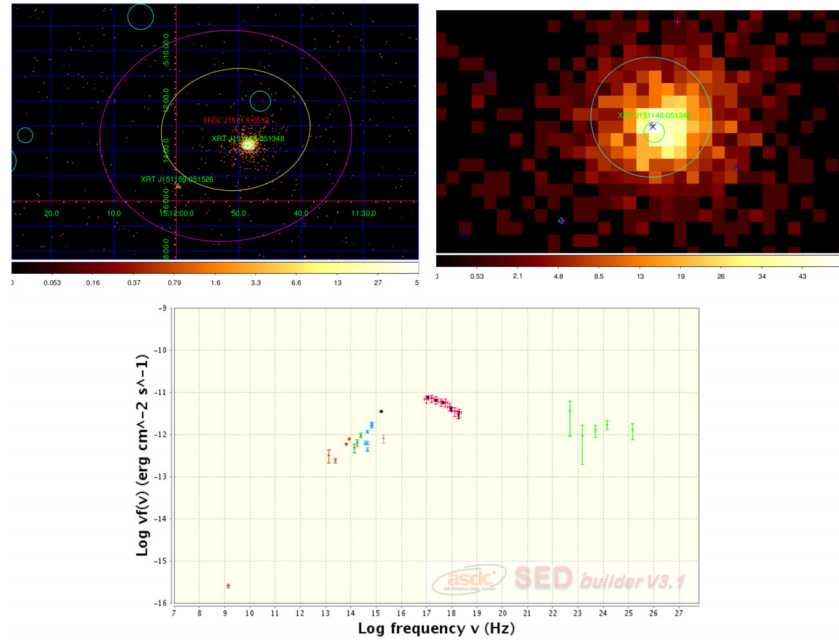 3FGL J1511.8-0513
XRT J151148-051348
XRT J151159-051526
20.0 10.0 15:12:00.0 50.0 40.0 11:30.0
0 0.053 0.16 0.37 0.79 1.6 3.3 6.6 13 26 5
XRT J151148-051348
0 0.53 2.1 4.8 8.5 13 19 26 34 43
Log νf(ν) (erg cm^-2 s^-1)
-9
-10
-11
-12
-13
-14
-15
-16
7 8 9 10 11 12 13 14 15 16 17 18 19 20 21 22 23 24 25 26 27
Log frequency ν (Hz)
asdc SED builder V3.1